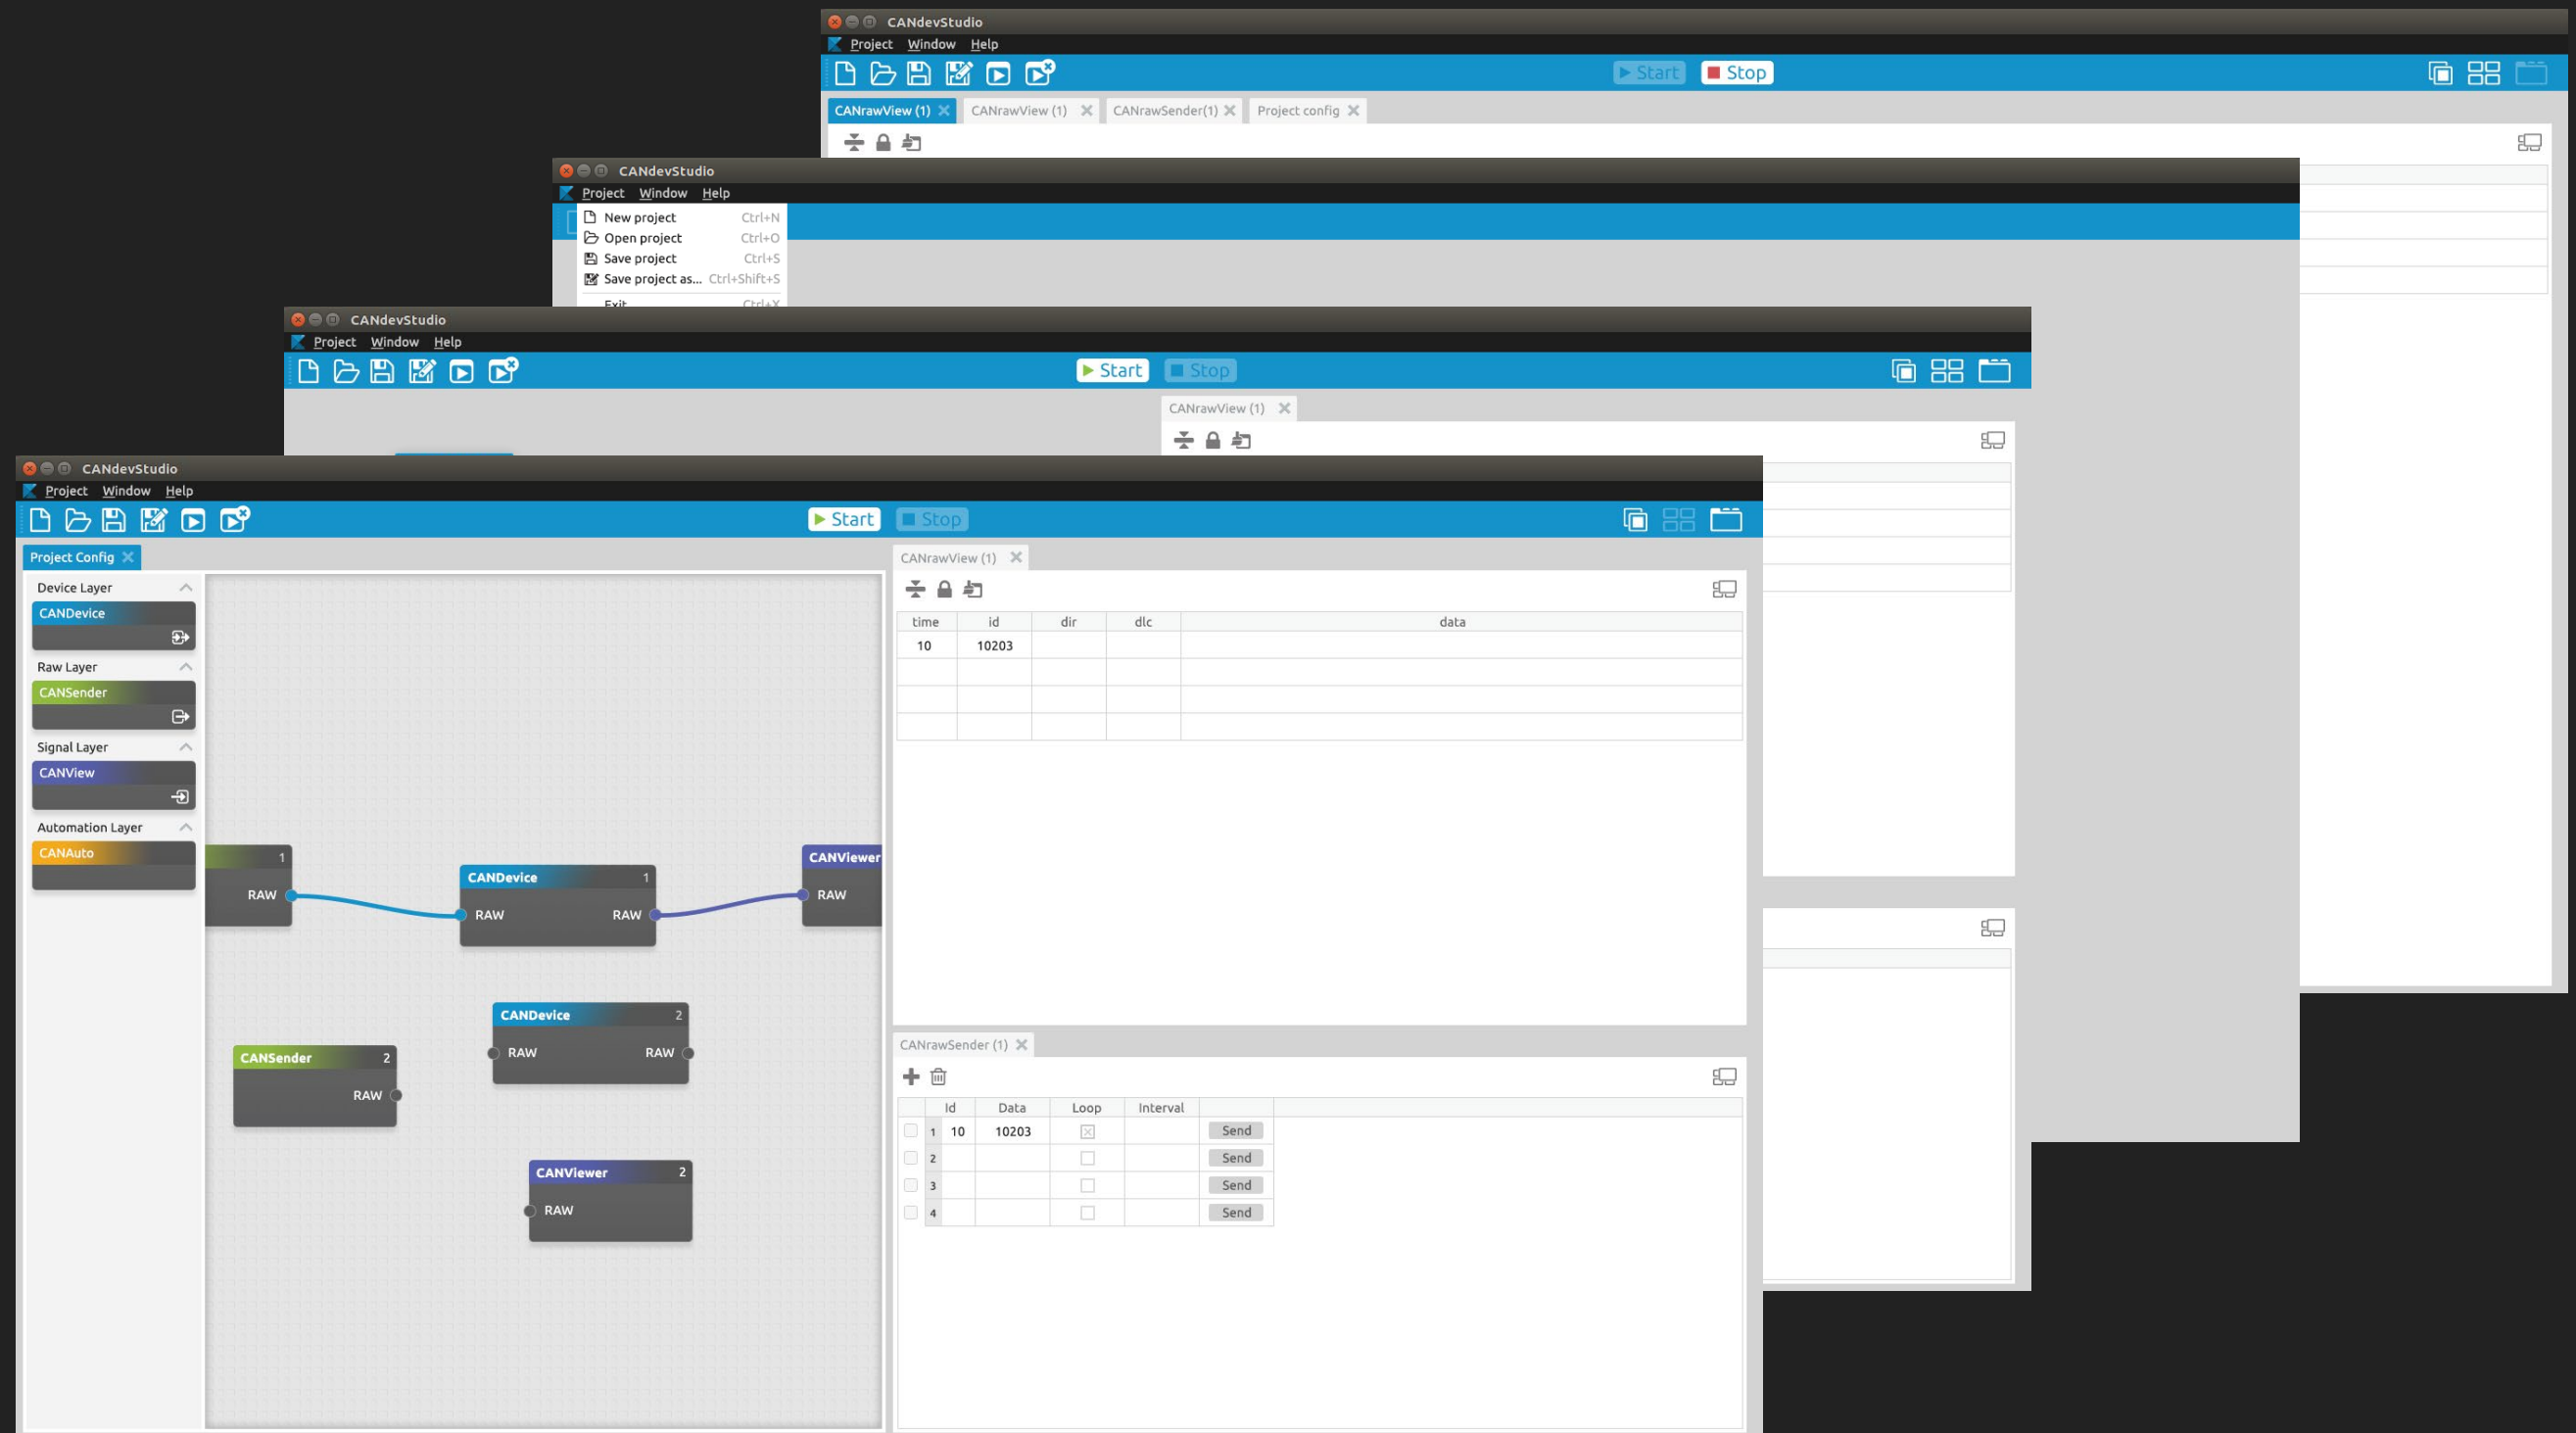 CANdevStudio
Project Window Help
Start Stop
CANrawView (1) CANrawView (1) CANrawSender(1) Project config
CANdevStudio
Project Window Help
New project Ctrl+N
Open project Ctrl+O
Save project Ctrl+S
Save project as... Ctrl+Shift+S
Exit Ctrl+X
CANdevStudio
Project Window Help
Start Stop
CANrawView (1)
CANdevStudio
Project Window Help
Start Stop
Project Config
Device Layer
CANDevice
Raw Layer
CANSender
Signal Layer
CANView
Automation Layer
CANAuto
1
RAW
CANDevice 1
RAW RAW
CANViewer
RAW
CANDevice 2
RAW RAW
CANSender 2
RAW
CANViewer 2
RAW
CANrawView (1)
time id dir dlc data
10 10203
CANrawSender (1)
Id Data Loop Interval
1 10 10203 Send
2 Send
3 Send
4 Send